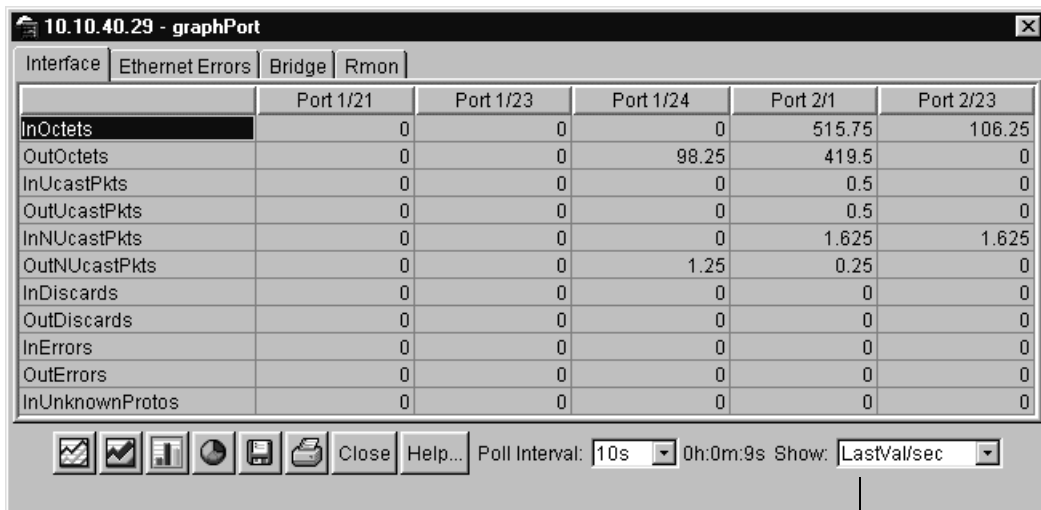 10.10.40.29 - graphPort
Interface Ethernet Errors Bridge Rmon
Port 1/21 Port 1/23 Port 1/24 Port 2/1 Port 2/23
InOctets 0 0 0 515.75 106.25
OutOctets 0 0 98.25 419.5 0
InUcastPkts 0 0 0 0.5 0
OutUcastPkts 0 0 0 0.5 0
InNUcastPkts 0 0 0 1.625 1.625
OutNUcastPkts 0 0 1.25 0.25 0
InDiscards 0 0 0 0 0
OutDiscards 0 0 0 0 0
InErrors 0 0 0 0 0
OutErrors 0 0 0 0 0
InUnknownProtos 0 0 0 0 0
Close Help... Poll Interval: 10s 0h:0m:9s Show: LastVal/sec